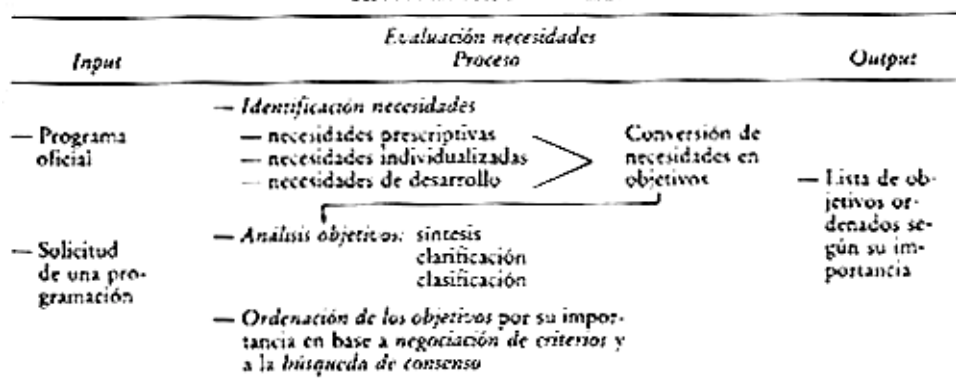 Evaluación necesidades
Input
Proceso
Output
— Programa
oficial
— Solicitud
de una pro-
gramación
— Identificación necesidades
— necesidades prescriptivas
— necesidades individualizadas
— necesidades de desarrollo
Conversión de
necesidades en
objetivos
— Análisis objetivos: síntesis
clarificación
clasificación
— Ordenación de los objetivos por su impor-
tancia en base a negociación de criterios y
a la búsqueda de consenso
— Lista de ob-
jetivos or-
denados se-
gún su im-
portancia